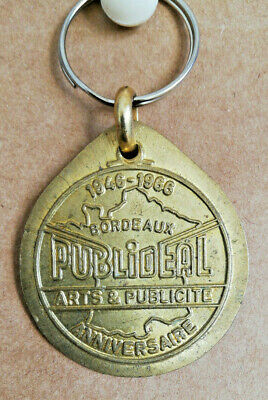 1946-1966
BORDEAUX
PUBLiDEAL
ARTS & PUBLICITE
ANNIVERSAIRE